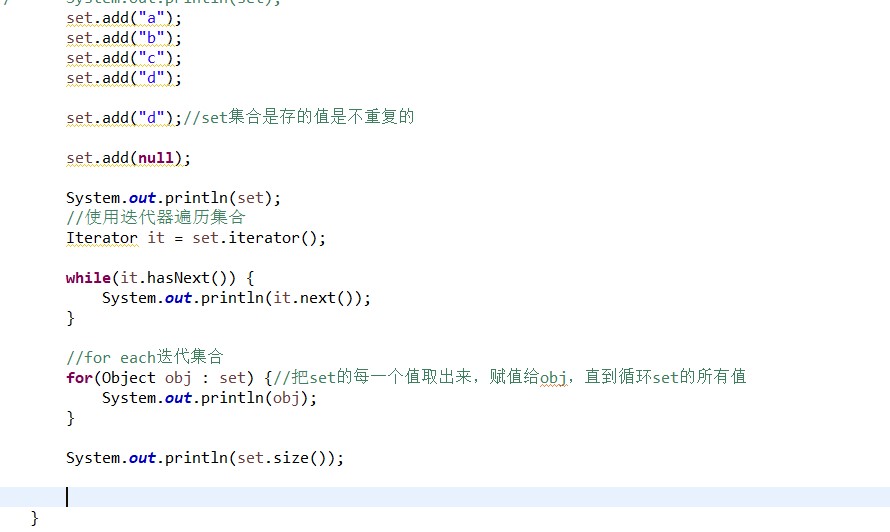 / System.out.println(set);
set.add("a");
set.add("b");
set.add("c");
set.add("d");
set.add("d");//set集合是存的值是不重复的
set.add(null);
System.out.println(set);
//使用迭代器遍历集合
Iterator it = set.iterator();
while(it.hasNext()) {
System.out.println(it.next());
}
//for each迭代集合
for(Object obj : set) {//把set的每一个值取出来，赋值给obj，直到循环set的所有值
System.out.println(obj);
}
System.out.println(set.size());
}